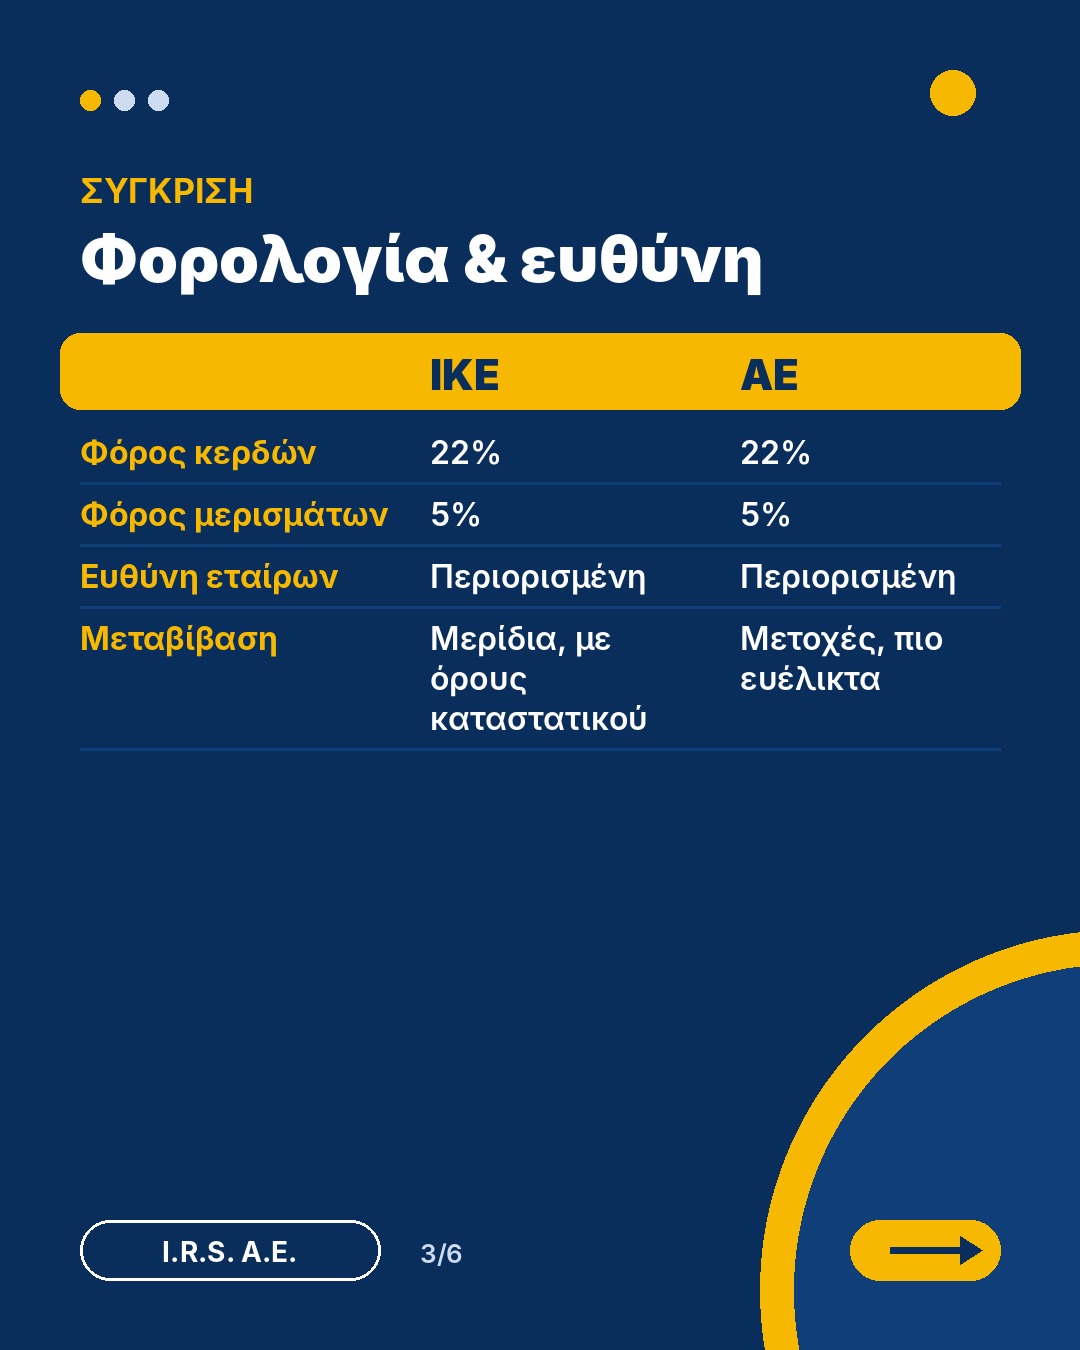 ΣΥΓΚΡΙΣΗ
Φορολογία & ευθύνη
ΙΚΕ ΑΕ
Φόρος κερδών 22% 22%
Φόρος μερισμάτων 5% 5%
Ευθύνη εταίρων Περιορισμένη Περιορισμένη
Μεταβίβαση Μερίδια, με όρους καταστατικού Μετοχές, πιο ευέλικτα
I.R.S. A.E. 3/6